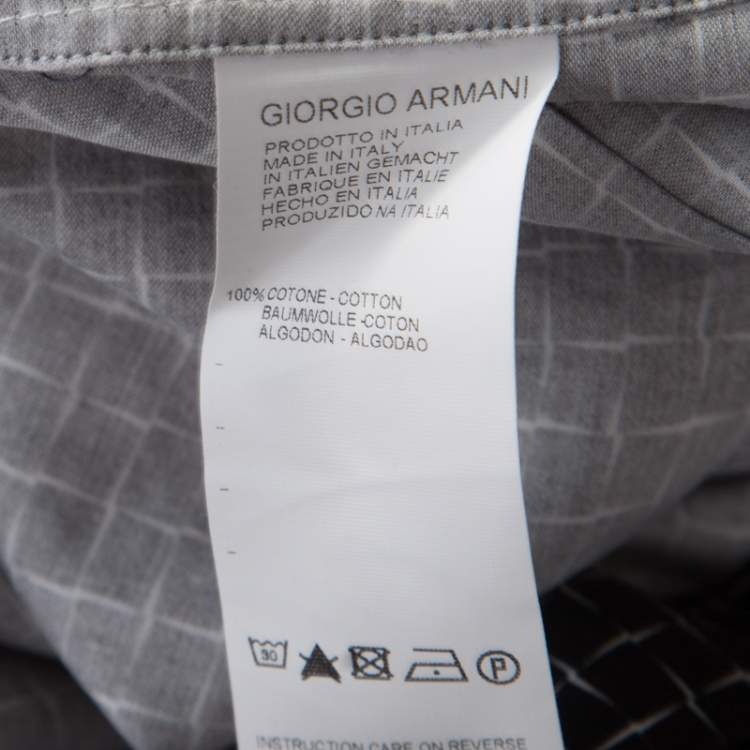 GIORGIO ARMANI
PRODOTTO IN ITALIA
MADE IN ITALY
IN ITALIEN GEMACHT
FABRIQUE EN ITALIE
HECHO EN ITALIA
PRODUZIDO NA ITALIA
100% COTONE - COTTON
BAUMWOLLE -COTON
ALGODON - ALGODAO
30 P
INSTRUCTION CARE ON REVERSE